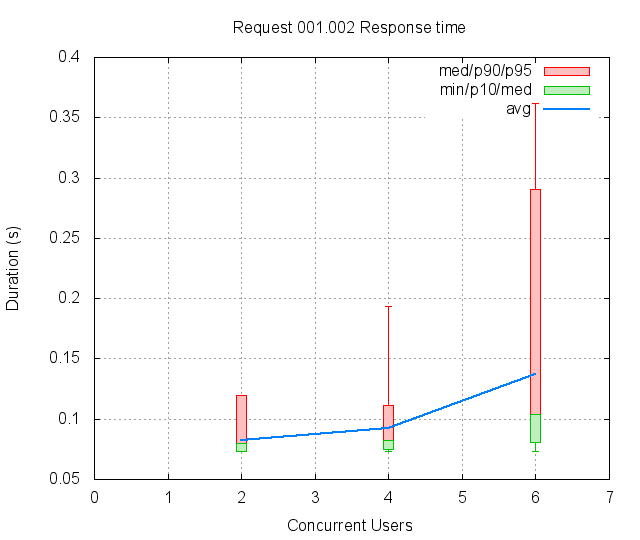 Request 001.002 Response time
0.4
0.35
0.3
0.25
0.2
0.15
0.1
0.05
Duration (s)
med/p90/p95
min/p10/med
avg
0 1 2 3 4 5 6 7
Concurrent Users